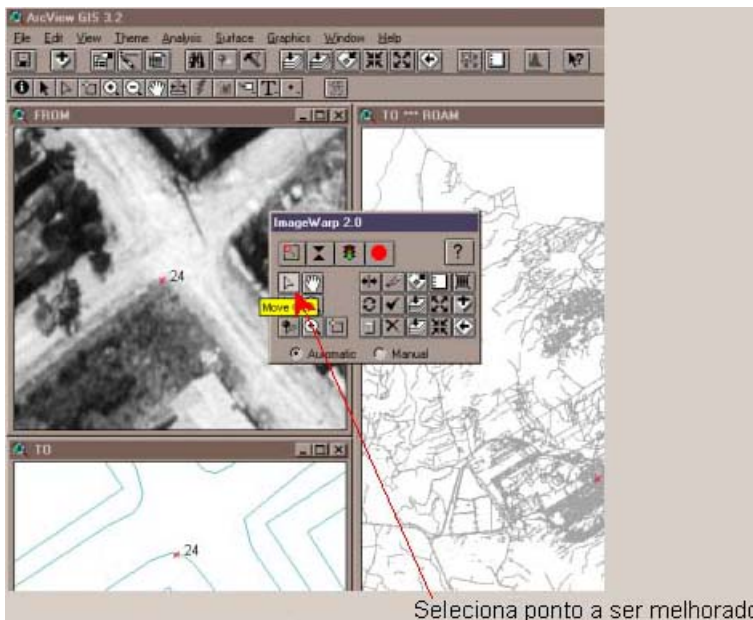 ArcView GIS 3.2
File Edit View Theme Analysis Surface Graphics Window Help
FROM
TO *** ROAM
ImageWarp 2.0
?
24
Move
Automatic Manual
TO
24
Seleciona ponto a ser melhorado